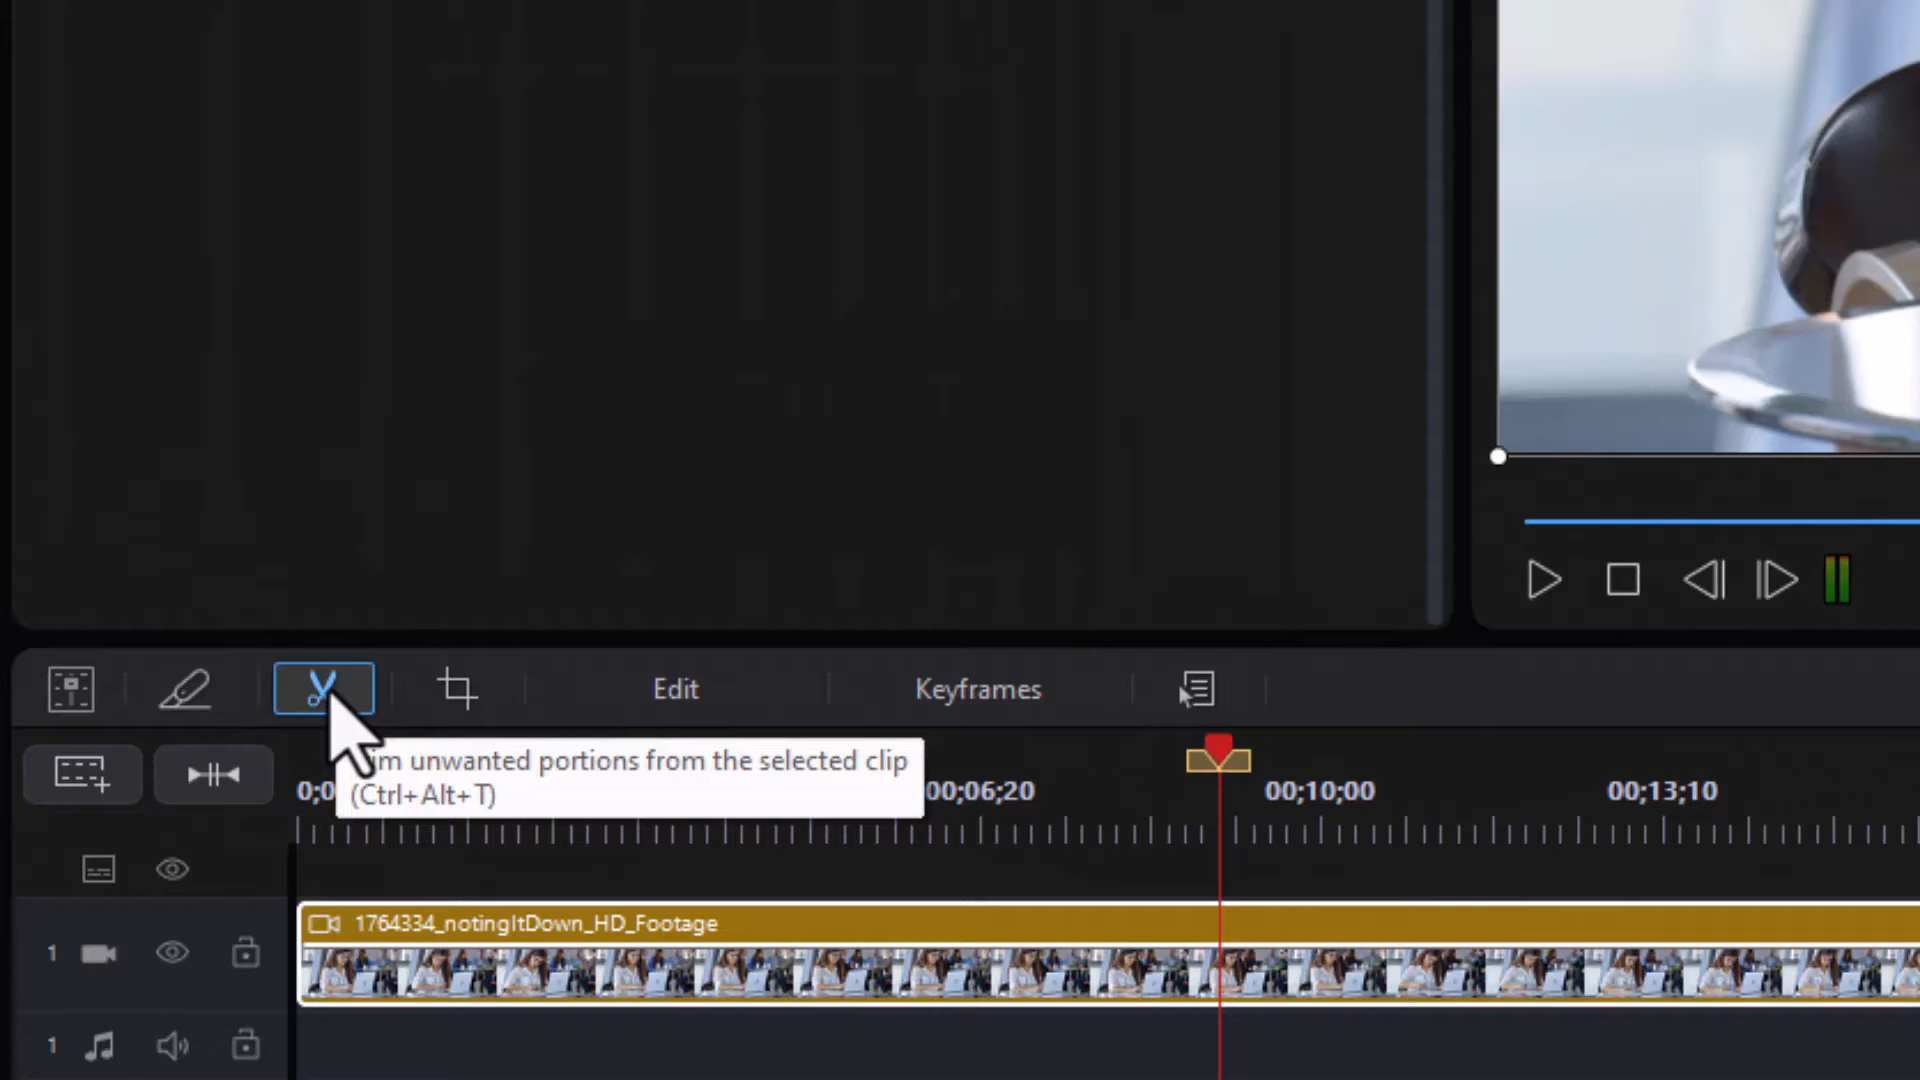 Edit
Keyframes
im unwanted portions from the selected clip
(Ctrl+Alt+T)
0;0
00;06;20
00;10;00
00;13;10
1764334_notingItDown_HD_Footage
1
1